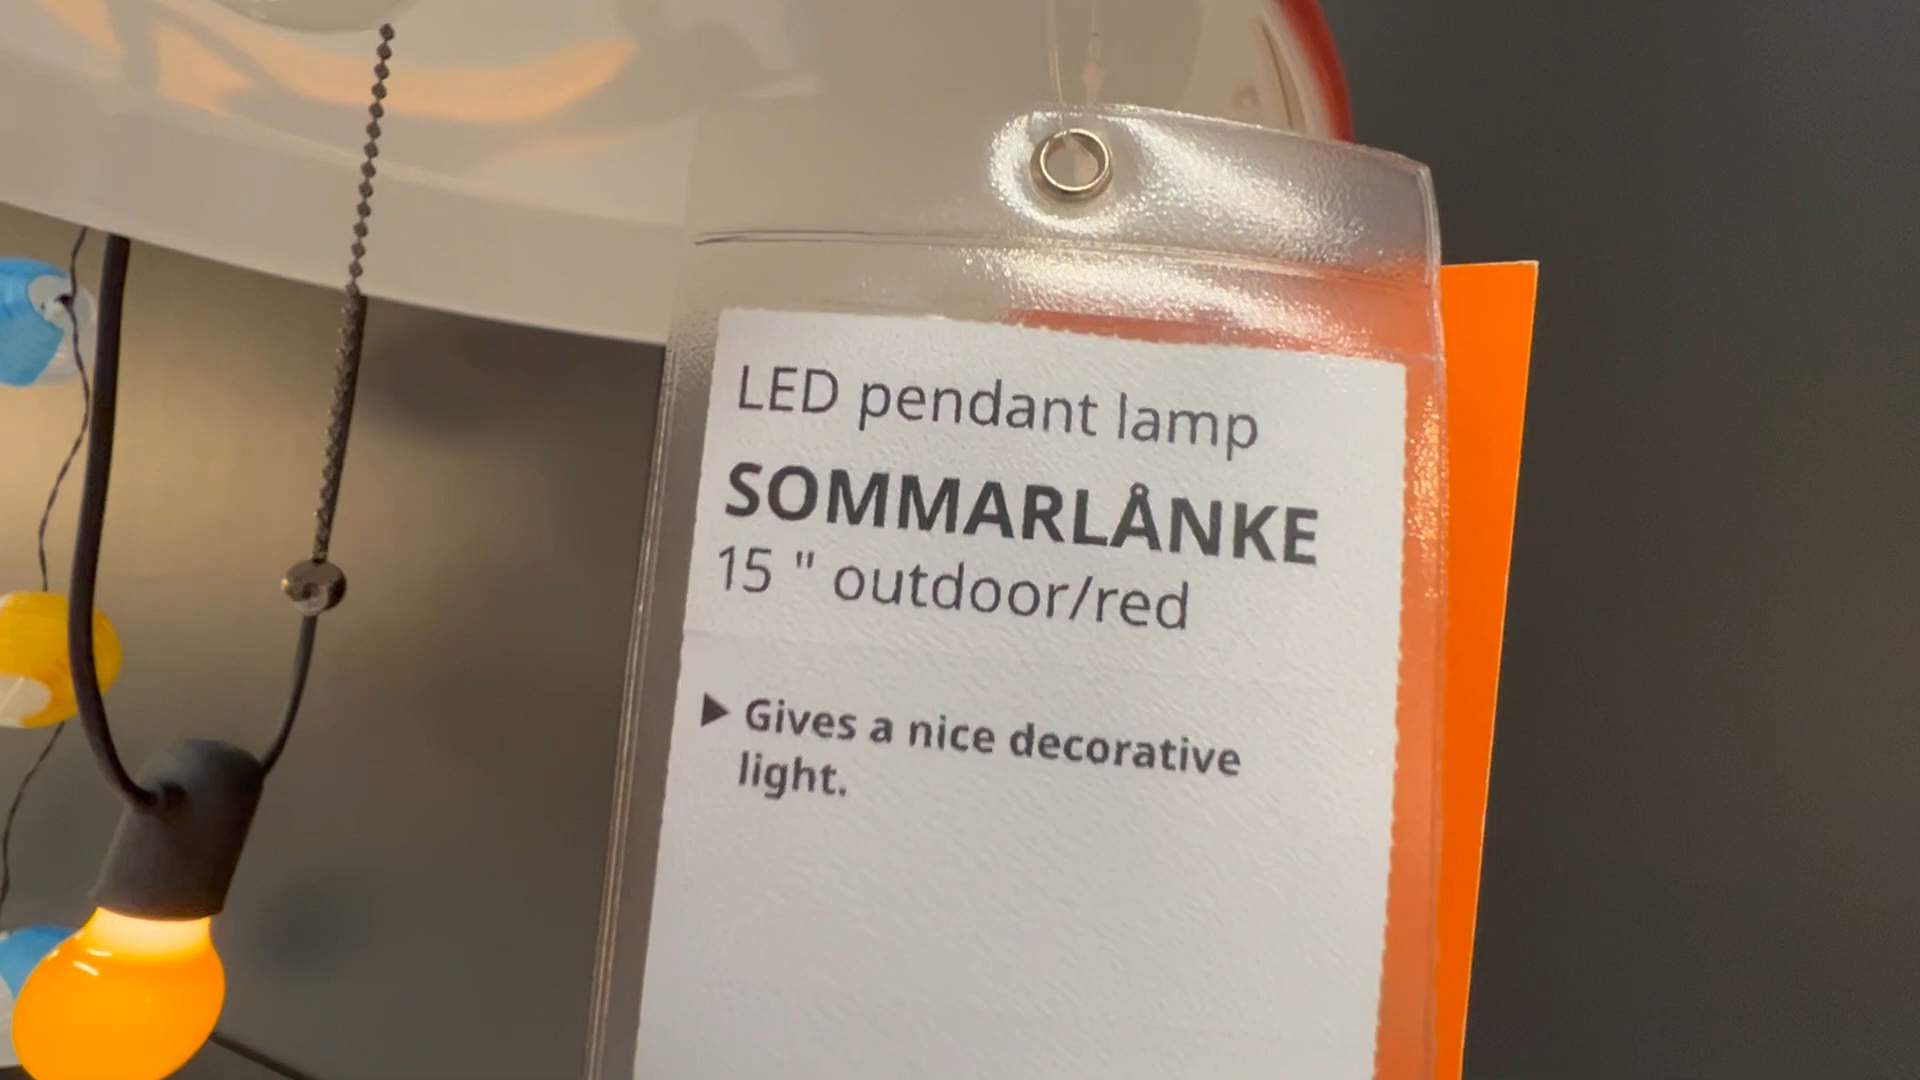 LED pendant lamp
SOMMARLÅNKE
15 " outdoor/red
▶ Gives a nice decorative
light.